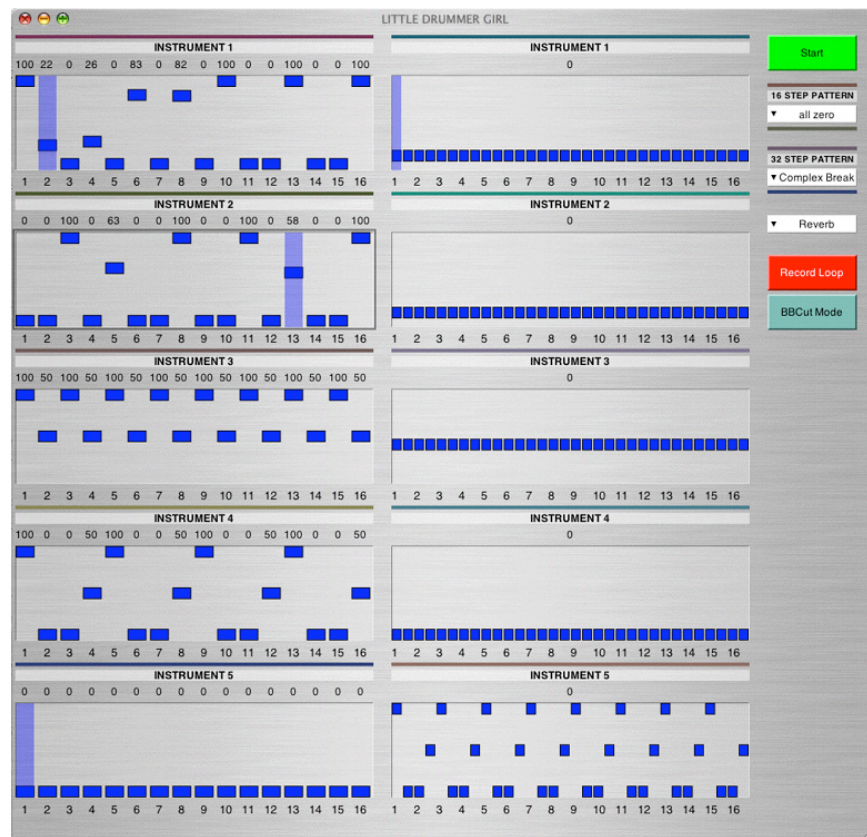 LITTLE DRUMMER GIRL
INSTRUMENT 1
100 22 0 26 0 83 0 82 0 100 0 0 100 0 0 100
1 2 3 4 5 6 7 8 9 10 11 12 13 14 15 16
INSTRUMENT 2
0 0 100 0 63 0 0 100 0 0 100 0 58 0 0 100
1 2 3 4 5 6 7 8 9 10 11 12 13 14 15 16
INSTRUMENT 3
100 50 100 50 100 50 100 50 100 50 100 50 100 50 100 50
1 2 3 4 5 6 7 8 9 10 11 12 13 14 15 16
INSTRUMENT 4
100 0 0 50 100 0 0 50 100 0 0 50 100 0 0 50
1 2 3 4 5 6 7 8 9 10 11 12 13 14 15 16
INSTRUMENT 5
0 0 0 0 0 0 0 0 0 0 0 0 0 0 0 0
1 2 3 4 5 6 7 8 9 10 11 12 13 14 15 16
INSTRUMENT 1
0
1 2 3 4 5 6 7 8 9 10 11 12 13 14 15 16
INSTRUMENT 2
0
1 2 3 4 5 6 7 8 9 10 11 12 13 14 15 16
INSTRUMENT 3
0
1 2 3 4 5 6 7 8 9 10 11 12 13 14 15 16
INSTRUMENT 4
0
1 2 3 4 5 6 7 8 9 10 11 12 13 14 15 16
INSTRUMENT 5
0
1 2 3 4 5 6 7 8 9 10 11 12 13 14 15 16
Start
16 STEP PATTERN
all zero
32 STEP PATTERN
Complex Break
Reverb
Record Loop
BBCut Mode